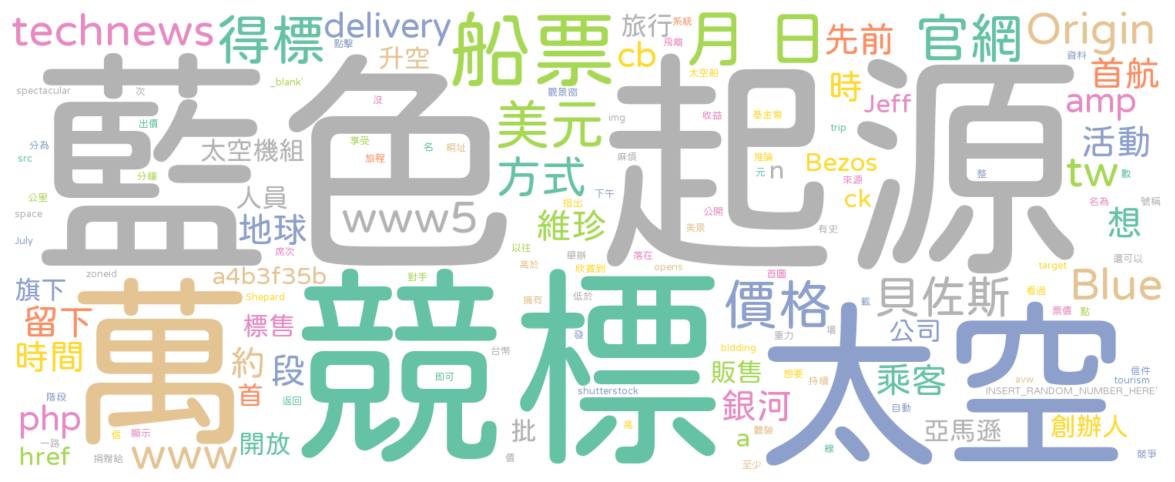 technews
得標
delivery
船票
旅行
系統
飛離
月
日
先前
官網
Origin
點擊
升空
cb
太空船
資料
首航
spectacular
_blank'
次
觀景窗
時
Jeff
amp
藍色起源
沒
img
收益
基金會
美元
出價
享受
名
網址
trip
活動
分為
src
太空機組
旅程
麻煩
推論
元
n
Bezos
來源
整
tw
數
分鐘
方式
人員
www5
下午
ck
公里
指出
維珍
公開
名為
號稱
想
space
July
地球
席次
以往
舉辦
落在
美景
有史
還可以
zoneid
a4b3f35b
對手
高於
欣賞到
opens
首圖
target
旗下
Shepard
擁有
低於
價格
貝佐斯
看過
Blue
萬
競標
太空
留下
標售
載
票價
點
發
重力
場
公司
時間
約
段
台幣
bidding
販售
想要
持續
乘客
即可
shutterstock
avw
信件
tourism
INSERT_RANDOM_NUMBER_HERE'
階段
首
返回
銀河
自動
php
信
顯示
開放
批
高
a
體驗
亞馬遜
創辦人
一路
href
捐贈給
www
價
至少
線
競爭